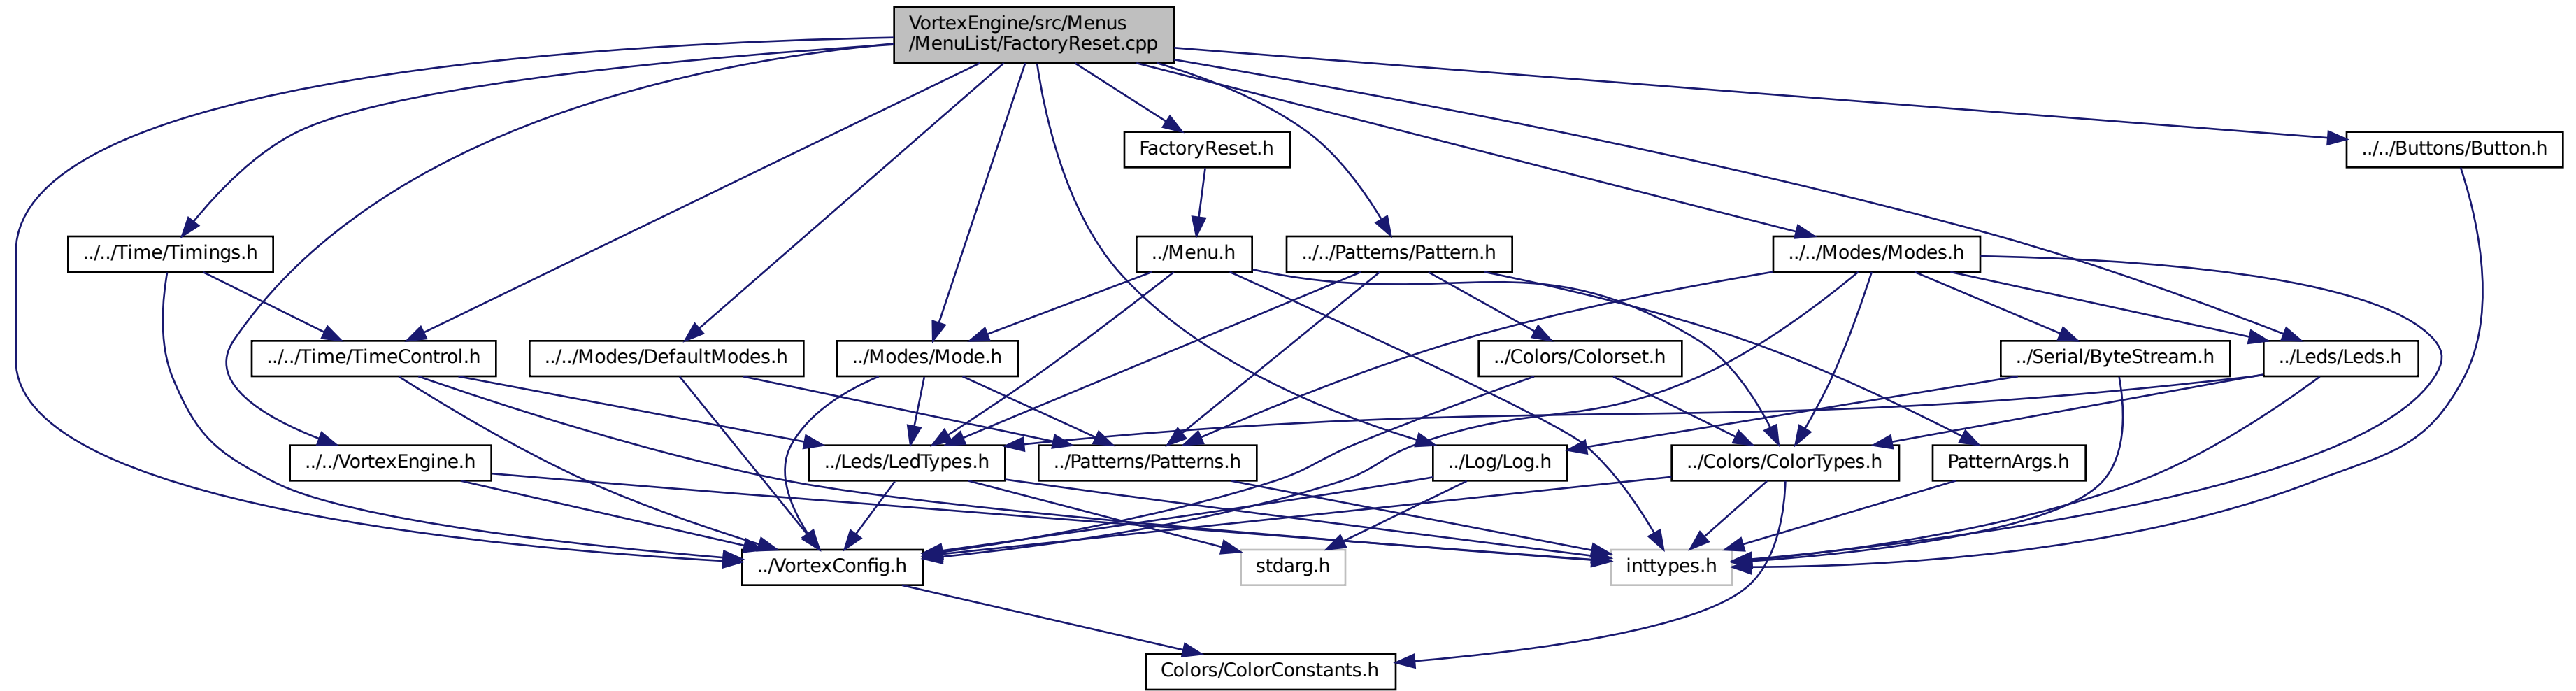 VortexEngine/src/Menus
/MenuList/FactoryReset.cpp
FactoryReset.h
../../Buttons/Button.h
../../Time/Timings.h
../Menu.h
../../Patterns/Pattern.h
../../Modes/Modes.h
../../Time/TimeControl.h
../../Modes/DefaultModes.h
../Modes/Mode.h
../Colors/Colorset.h
../Serial/ByteStream.h
../Leds/Leds.h
../../VortexEngine.h
../Leds/LedTypes.h
../Patterns/Patterns.h
../Log/Log.h
../Colors/ColorTypes.h
PatternArgs.h
../VortexConfig.h
stdarg.h
inttypes.h
Colors/ColorConstants.h